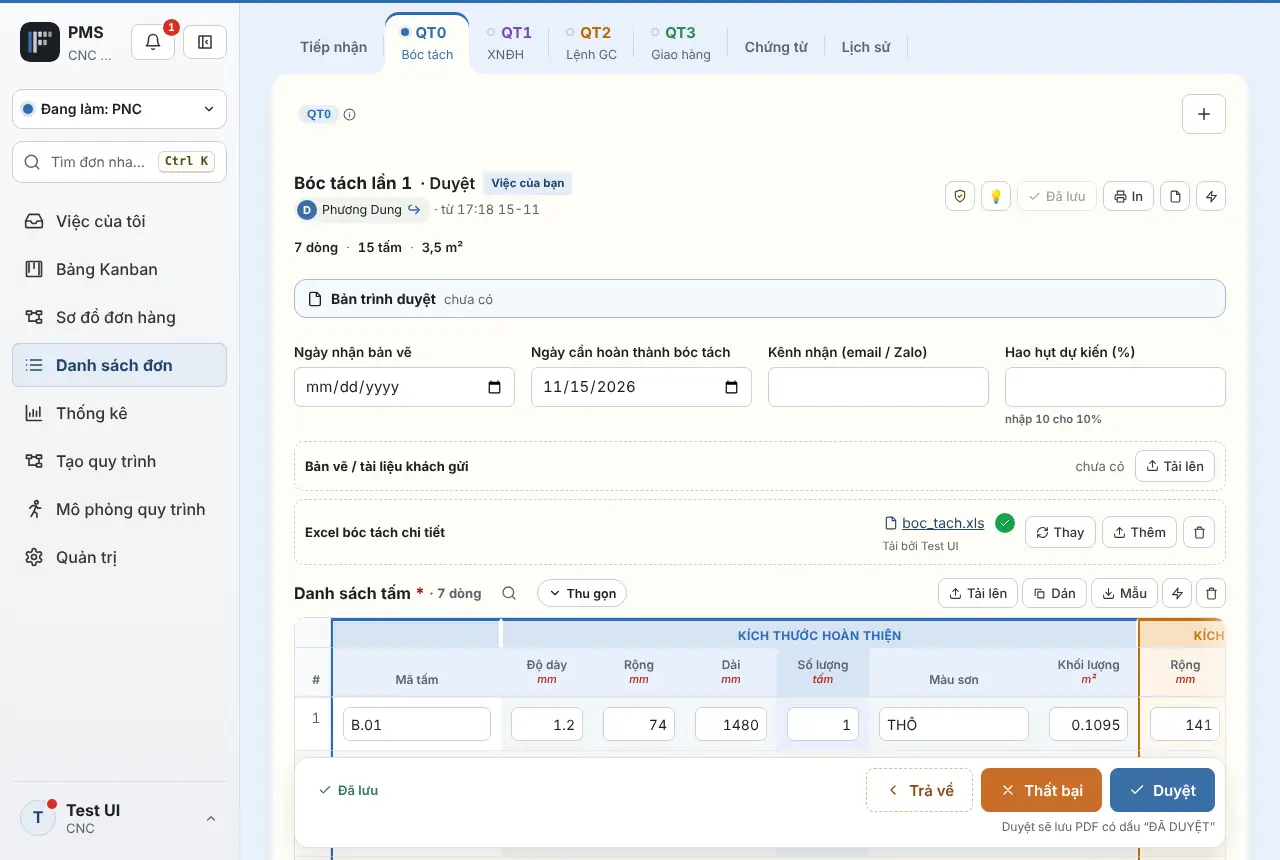 PMS
CNC ...
1
Đang làm: PNC
Tìm đơn nha...
Ctrl K
Việc của tôi
Bảng Kanban
Sơ đồ đơn hàng
Danh sách đơn
Thống kê
Tạo quy trình
Mô phỏng quy trình
Quản trị
T
Test UI
CNC
Tiếp nhận
QT0
Bóc tách
QT1
XNĐH
QT2
Lệnh GC
QT3
Giao hàng
Chứng từ
Lịch sử
QT0
Bóc tách lần 1 · Duyệt
Việc của bạn
D Phương Dung · từ 17:18 15-11
Đã lưu
In
7 dòng · 15 tấm · 3,5 m²
Bản trình duyệt chưa có
Ngày nhận bản vẽ
Ngày cần hoàn thành bóc tách
Kênh nhận (email / Zalo)
Hao hụt dự kiến (%)
mm/dd/yyyy
11/15/2026
nhập 10 cho 10%
Bản vẽ / tài liệu khách gửi
chưa có
Tải lên
Excel bóc tách chi tiết
boc_tach.xls
Tải bởi Test UI
Thay
Thêm
Danh sách tấm * · 7 dòng
Thu gọn
Tải lên
Dán
Mẫu
KÍCH THƯỚC HOÀN THIỆN
KÍCH
# Mã tấm Độ dày mm Rộng mm Dài mm Số lượng tấm Màu sơn Khối lượng m² Rộng mm
1 B.01 1.2 74 1480 1 THÔ 0.1095 141
Đã lưu
Trả về
Thất bại
Duyệt
Duyệt sẽ lưu PDF có dấu “ĐÃ DUYỆT”